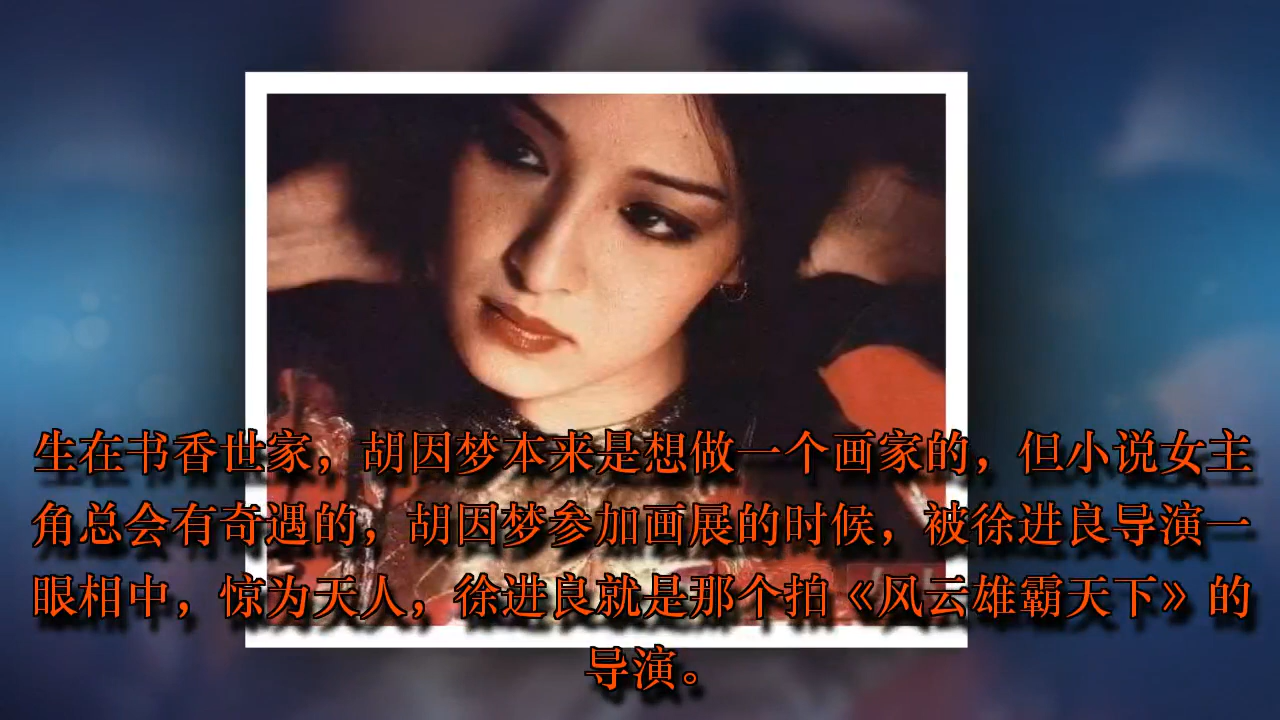 生在书香世家，胡因梦本来是想做一个画家的，但小说女主
角总会有奇遇的，胡因梦参加画展的时候，被徐进良导演一
眼相中，惊为天人，徐进良就是那个拍《风云雄霸天下》的
导演。